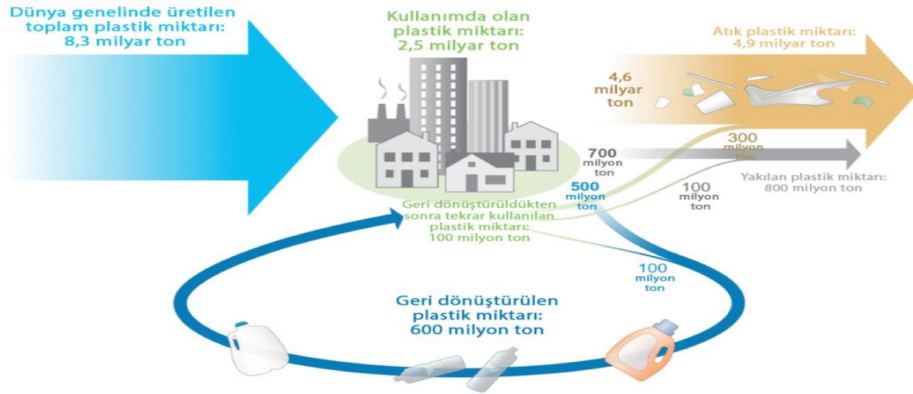 Dünya genelinde üretilen
toplam plastik miktarı:
8,3 milyar ton
Kullanımda olan
plastik miktarı:
2,5 milyar ton
Atık plastik miktarı:
4,9 milyar ton
4,6
milyar
ton
300
milyon
ton
700
milyon
ton
Yakılan plastik miktarı:
800 milyon ton
500
milyon
ton
100
milyon
ton
Geri dönüştürüldükten
sonra tekrar kullanılan
plastik miktarı:
100 milyon ton
100
milyon
ton
Geri dönüştürülen
plastik miktarı:
600 milyon ton